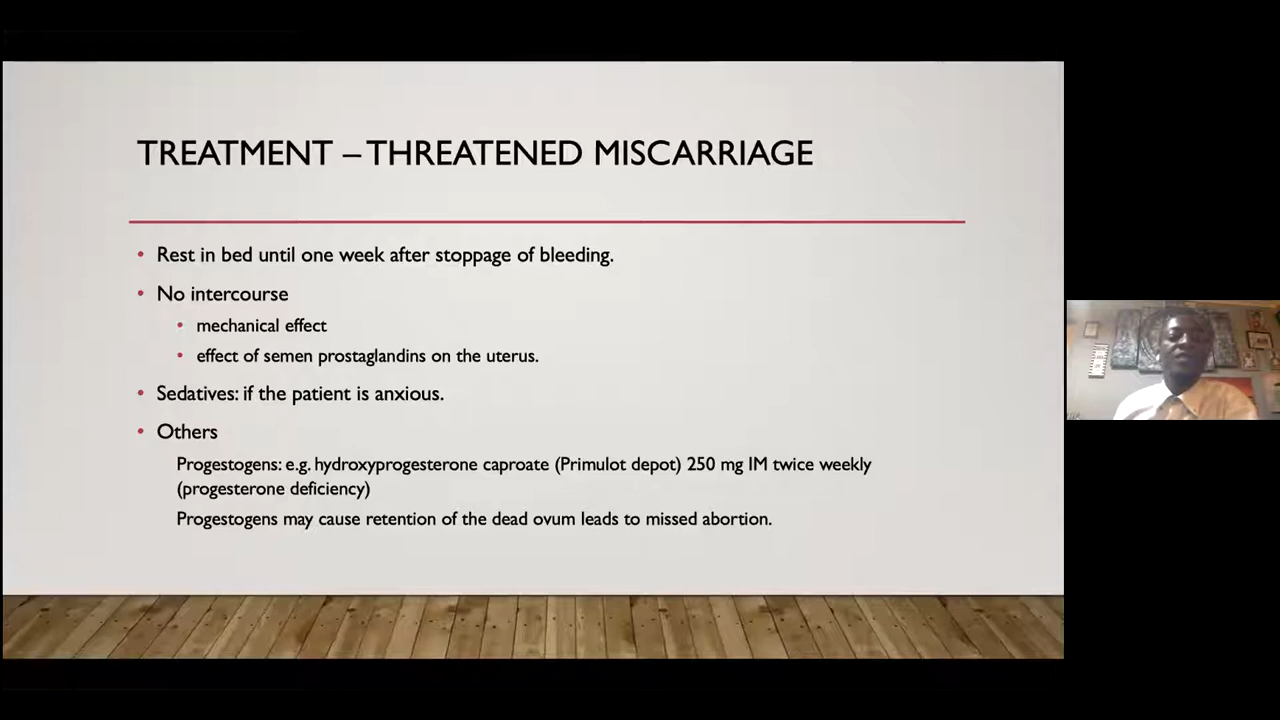 TREATMENT – THREATENED MISCARRIAGE
• Rest in bed until one week after stoppage of bleeding.
• No intercourse
• mechanical effect
• effect of semen prostaglandins on the uterus.
• Sedatives: if the patient is anxious.
• Others
Progestogens: e.g. hydroxyprogesterone caproate (Primulot depot) 250 mg IM twice weekly
(progesterone deficiency)
Progestogens may cause retention of the dead ovum leads to missed abortion.